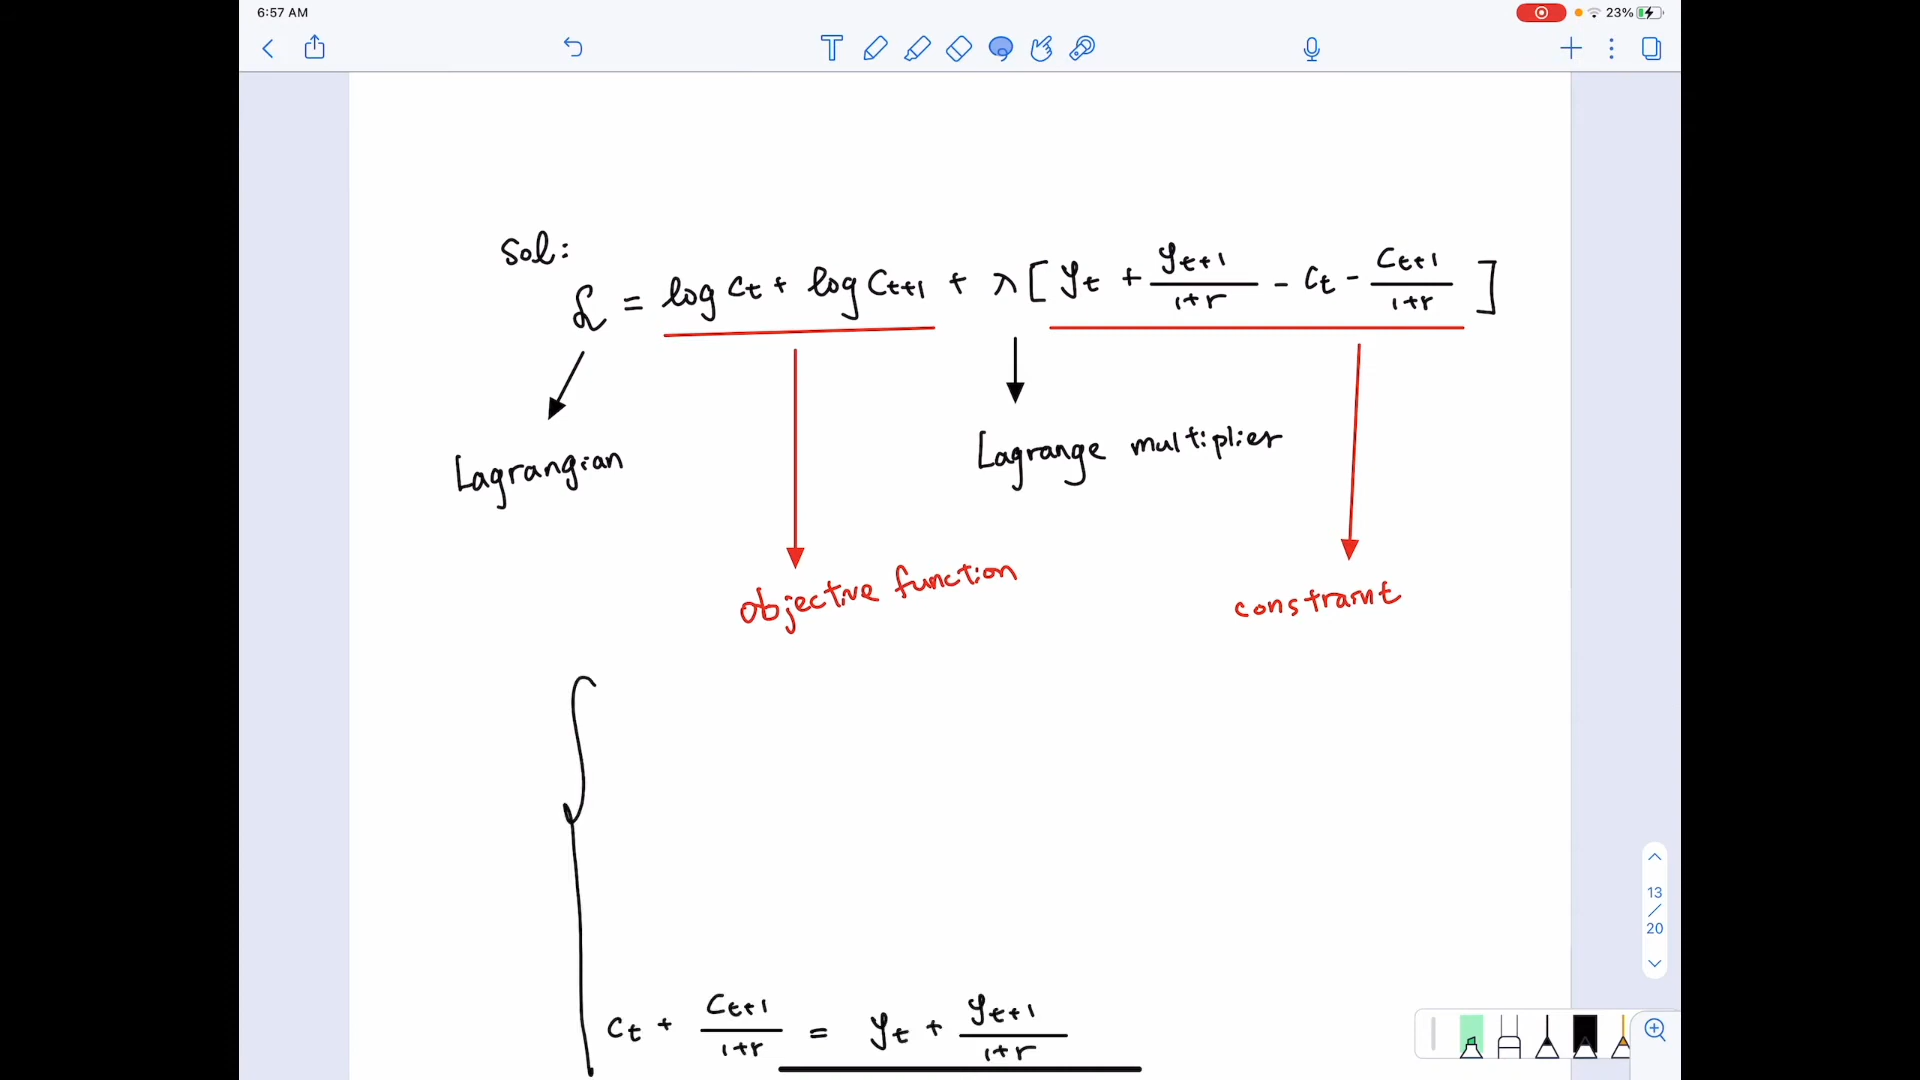 6:57 AM
23%
Sol:
ℒ = log Ct + log Ct+1 + λ [ yt + yt+1/1+r - Ct - Ct+1/1+r ]
Lagrangian
Lagrange multiplier
objective function
constraint
Ct + Ct+1/1+r = yt + yt+1/1+r
T
13
/
20